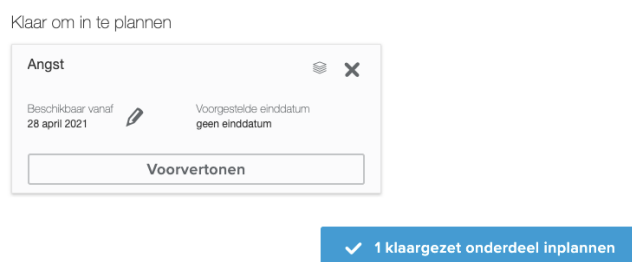 Klaar om in te plannen
Angst
Beschikbaar vanaf
28 april 2021
Voorgestelde einddatum
geen einddatum
Voorvertonen
1 klaargezet onderdeel inplannen